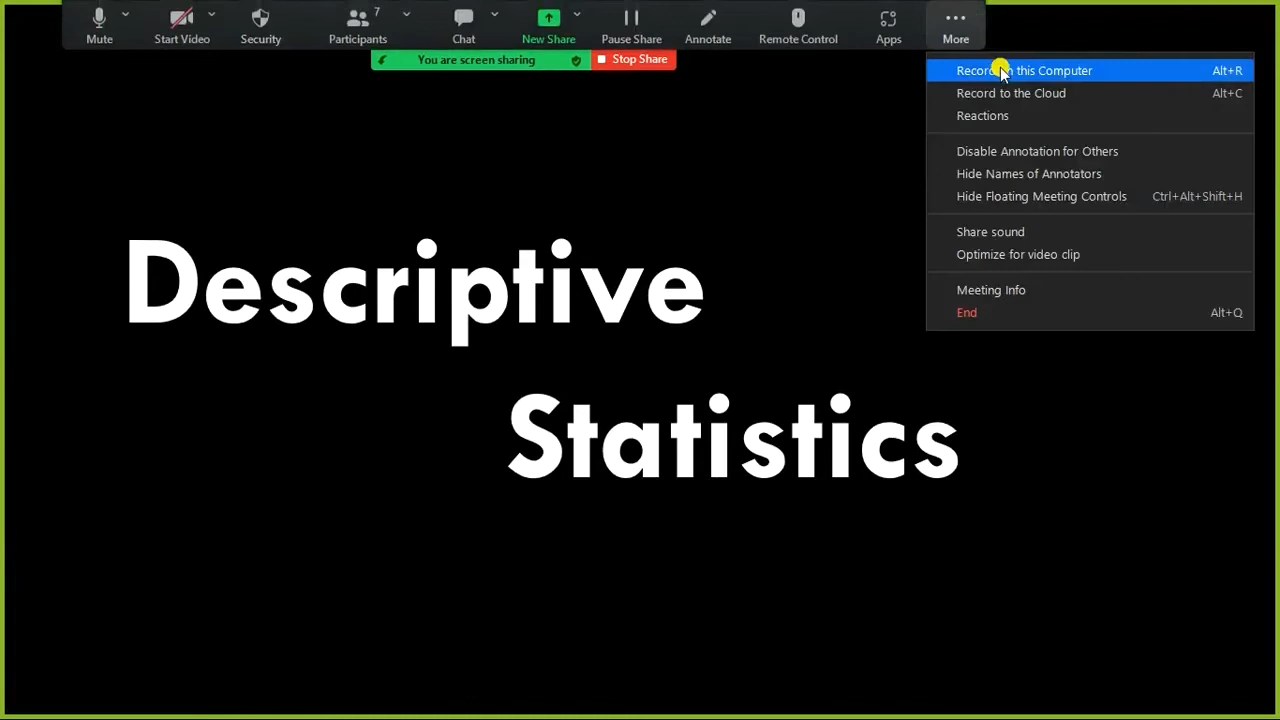 Mute
Start Video
Security
Participants
7
Chat
New Share
Pause Share
Annotate
Remote Control
Apps
More
You are screen sharing
Stop Share
Record this Computer Alt+R
Record to the Cloud Alt+C
Reactions
Disable Annotation for Others
Hide Names of Annotators
Hide Floating Meeting Controls Ctrl+Alt+Shift+H
Share sound
Optimize for video clip
Meeting Info
End Alt+Q
Descriptive
Statistics